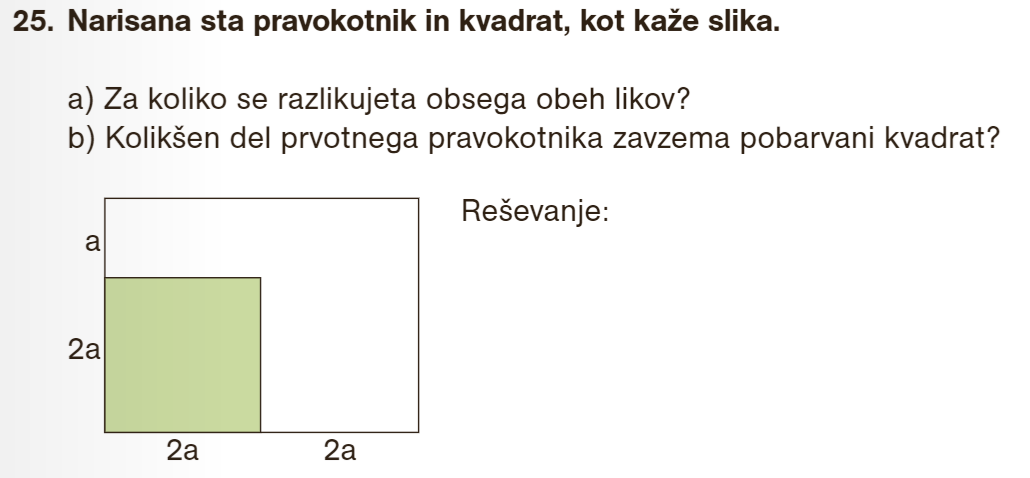 25. Narisana sta pravokotnik in kvadrat, kot kaže slika.
a) Za koliko se razlikujeta obsega obeh likov?
b) Kolikšen del prvotnega pravokotnika zavzema pobarvani kvadrat?
Reševanje:
a
2a
2a 2a